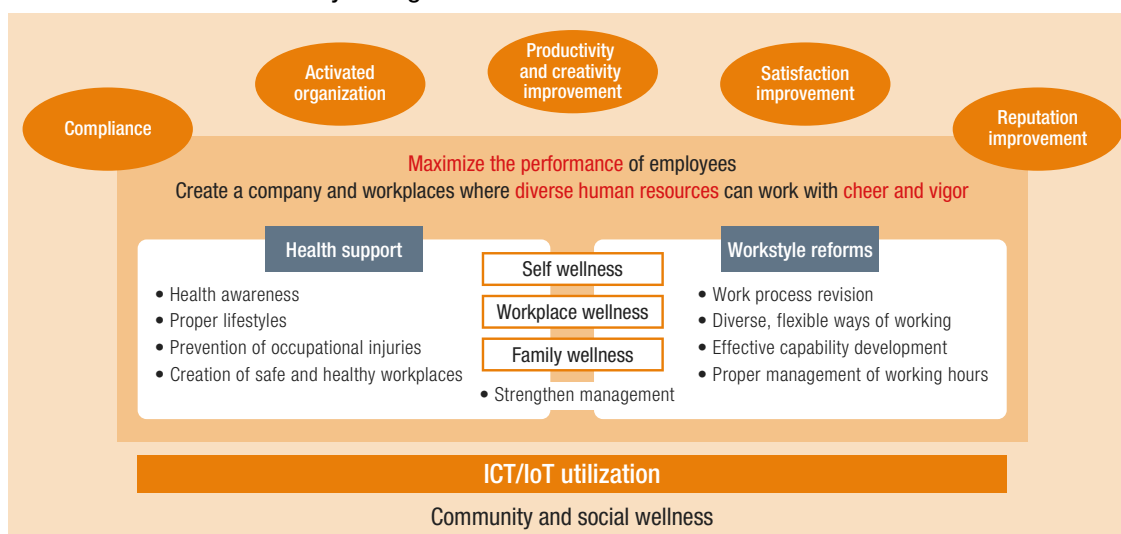 Compliance
Activated
organization
Productivity
and creativity
improvement
Satisfaction
improvement
Reputation
improvement
Maximize the performance of employees
Create a company and workplaces where diverse human resources can work with cheer and vigor
Health support
• Health awareness
• Proper lifestyles
• Prevention of occupational injuries
• Creation of safe and healthy workplaces
Self wellness
Workplace wellness
Family wellness
• Strengthen management
Workstyle reforms
• Work process revision
• Diverse, flexible ways of working
• Effective capability development
• Proper management of working hours
ICT/IoT utilization
Community and social wellness